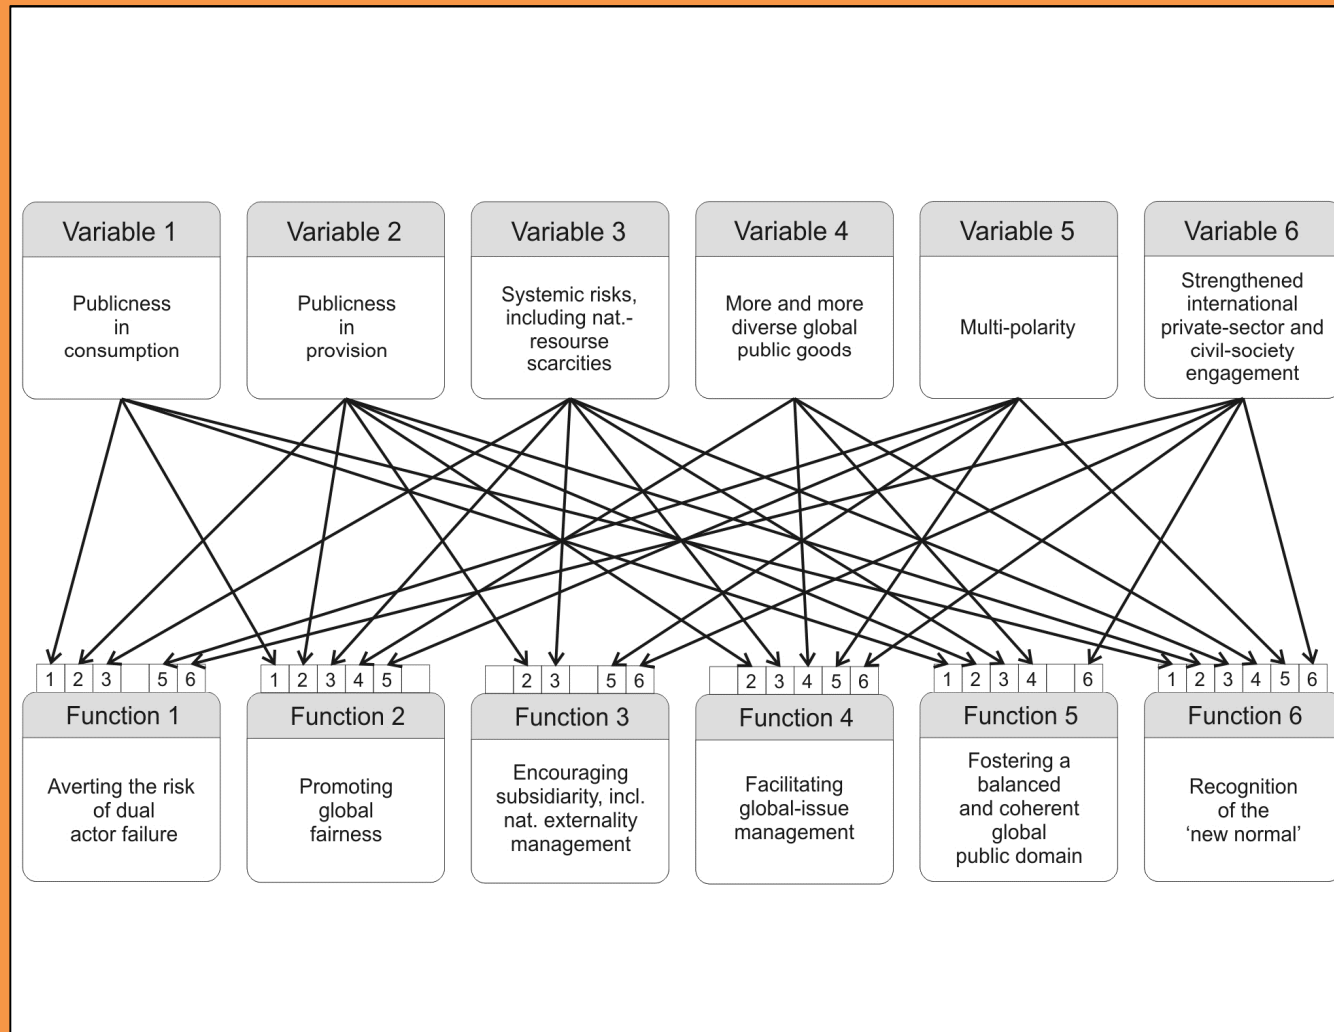 Variable 1
Variable 2
Variable 3
Variable 4
Variable 5
Variable 6
Publicness
in
consumption
Publicness
in
provision
Systemic risks,
including nat.-
resourse
scarcities
More and more
diverse global
public goods
Multi-polarity
Strengthened
international
private-sector and
civil-society
engagement
1 2 3 5 6
1 2 3 4 5
2 3 5 6
2 3 4 5 6
1 2 3 4 6
1 2 3 4 5 6
Function 1
Function 2
Function 3
Function 4
Function 5
Function 6
Averting the risk
of dual
actor failure
Promoting
global
fairness
Encouraging
subsidiarity, incl.
nat. externality
management
Facilitating
global-issue
management
Fostering a
balanced
and coherent
global
public domain
Recognition
of the
‘new normal’